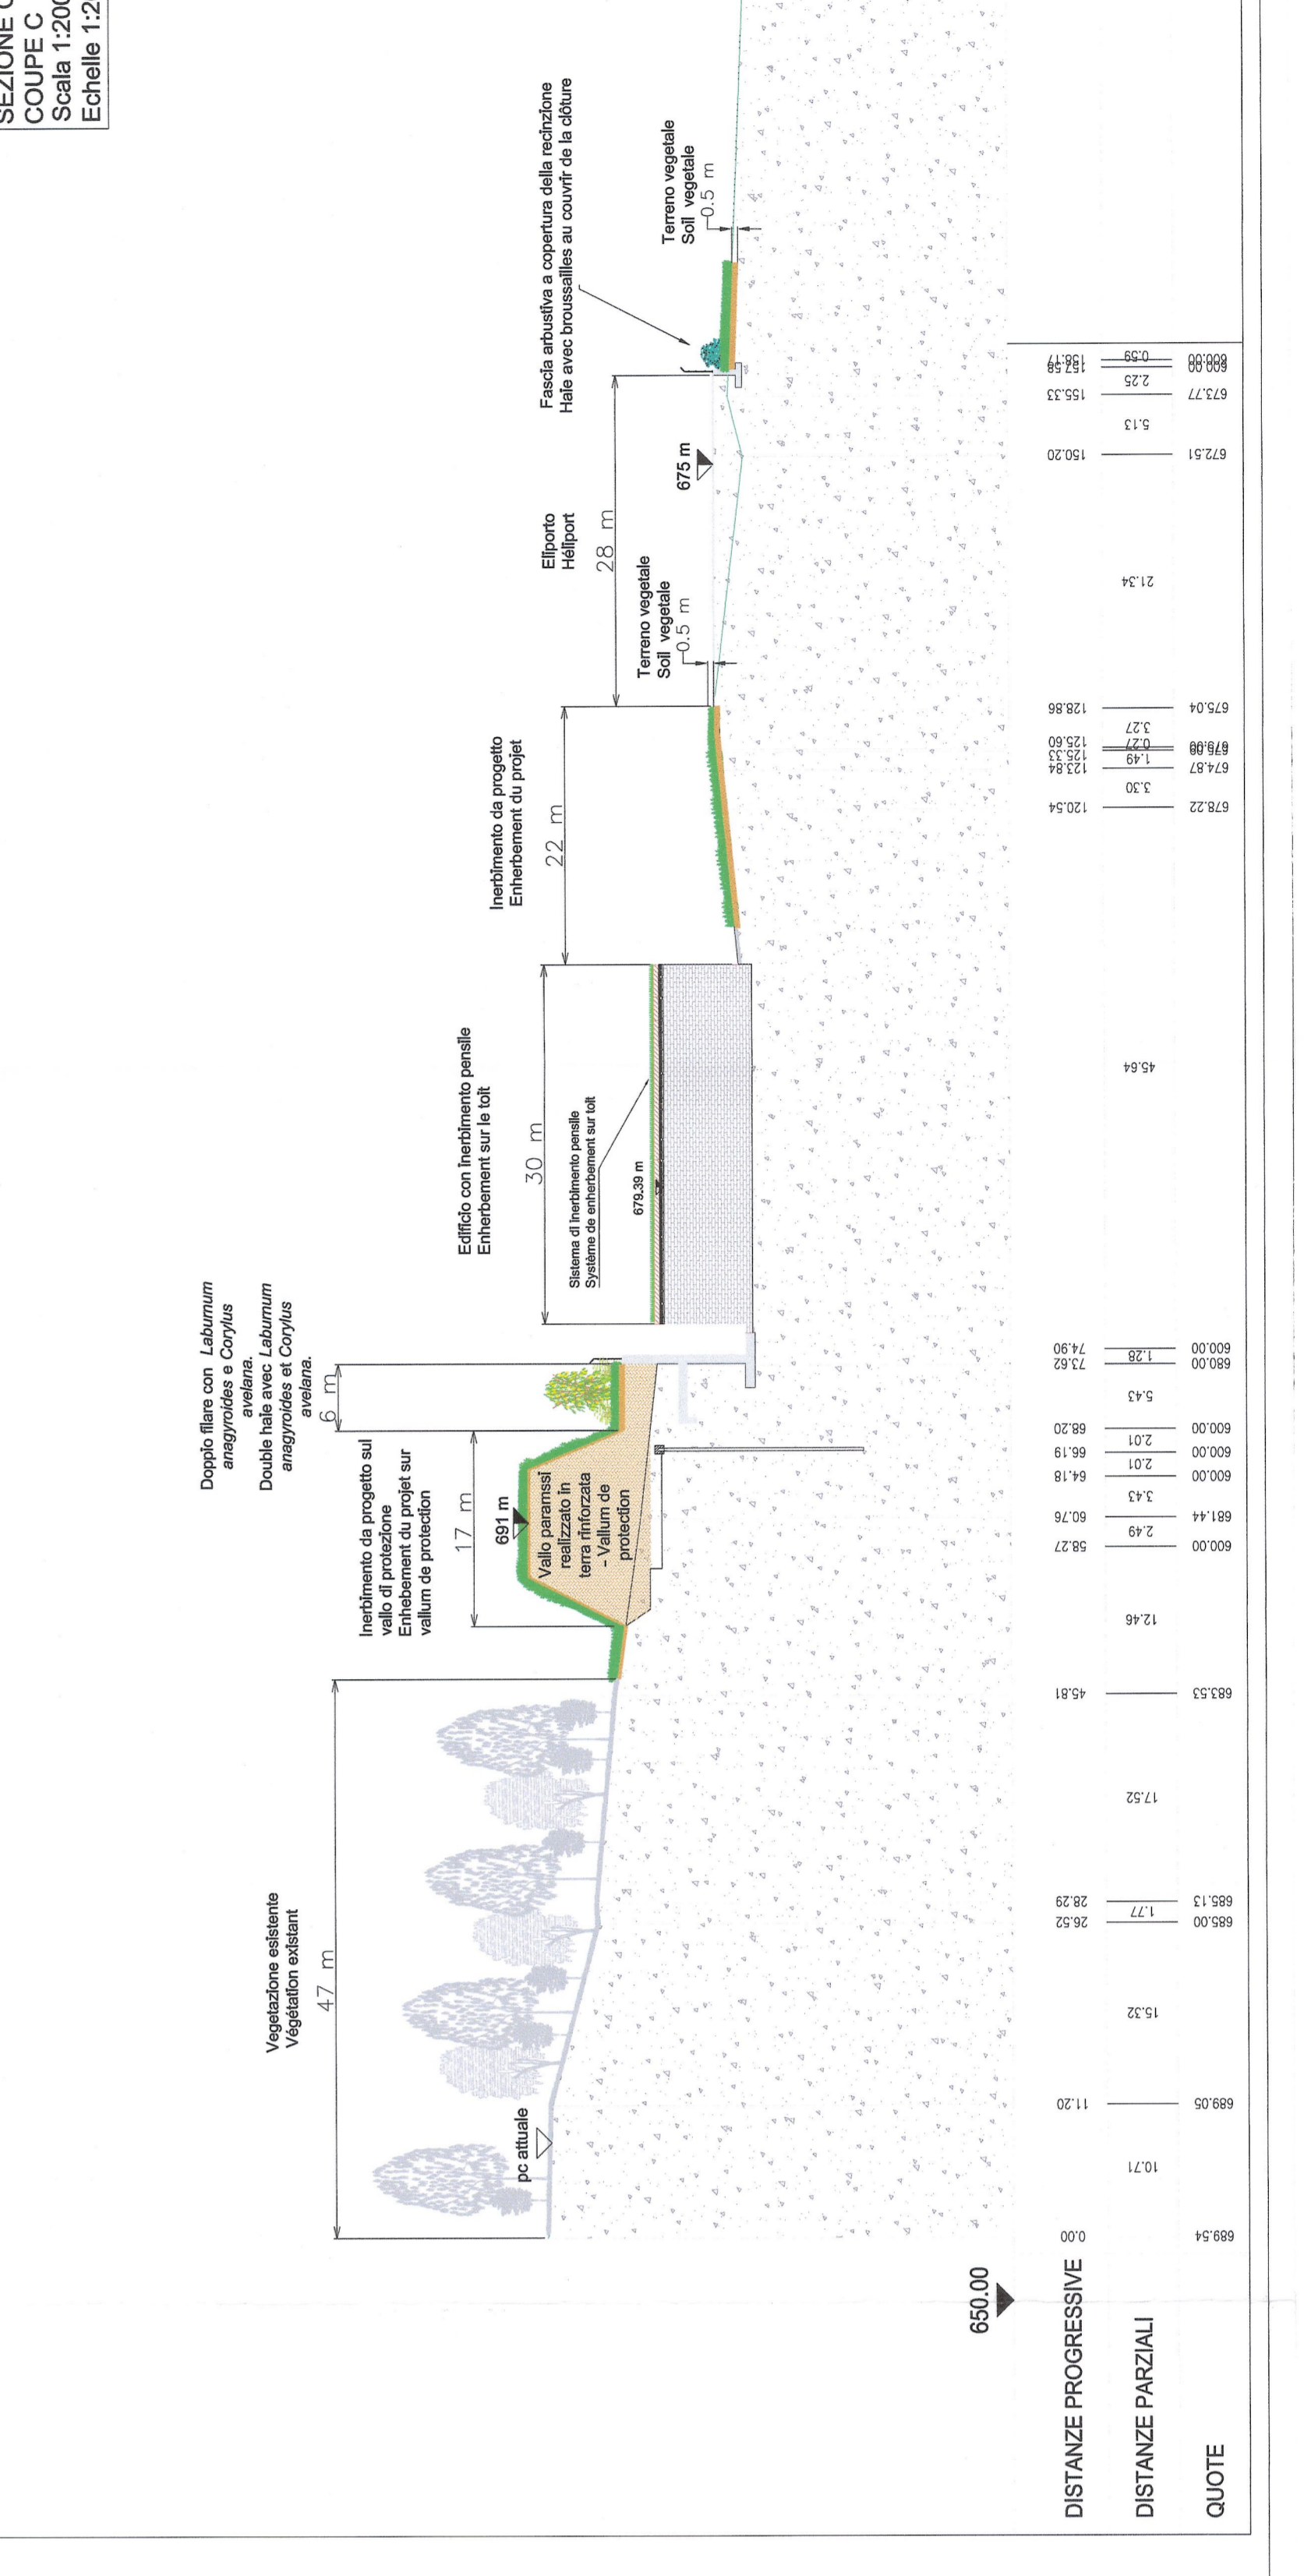 SEZIONE
COUPE C
Scala 1:200
Echelle
Vegetazione esistente
Végétation existant
47 m
pc attuale
Doppio filare con Laburnum
anagyroides e Corylus
avelana.
Double haie avec Laburnum
anagyroides et Corylus
avelana.
6 m
Inerbimento da progetto sul
vallo di protezione
Enhebement du projet sur
vallum de protection
17 m
691 m
Vallo paramssi
realizzato in
terra rinforzata
- Vallum de
protection
Edificio con inerbimento pensile
Enherbement sur le toit
30 m
Sistema di inerbimento pensile
Système de enherbement sur toit
679.39 m
Inerbimento da progetto
Enherbement du projet
22 m
Eliporto
Héliport
28 m
Terreno vegetale
Soil vegetale
0.5 m
675 m
Fascia arbustiva a copertura della recinzione
Haie avec broussailles au couvrir de la clôture
Terreno vegetale
Soil vegetale
0.5 m
650.00
DISTANZE PROGRESSIVE
0.00 11.20 26.52 28.29 45.81 58.27 60.76 64.18 66.19 68.20 73.62 74.90 120.54 123.84 125.33 125.60 128.86 150.20 155.33 157.58 158.17
DISTANZE PARZIALI
10.71 15.32 1.77 17.52 12.46 2.49 3.43 2.01 2.01 5.43 1.28 45.64 3.30 1.49 0.27 3.27 21.34 5.13 2.25 0.59
QUOTE
689.54 689.05 685.00 685.13 683.53 600.00 681.44 600.00 600.00 600.00 680.00 600.00 678.22 674.87 675.00 675.04 672.51 673.77 600.00 600.00